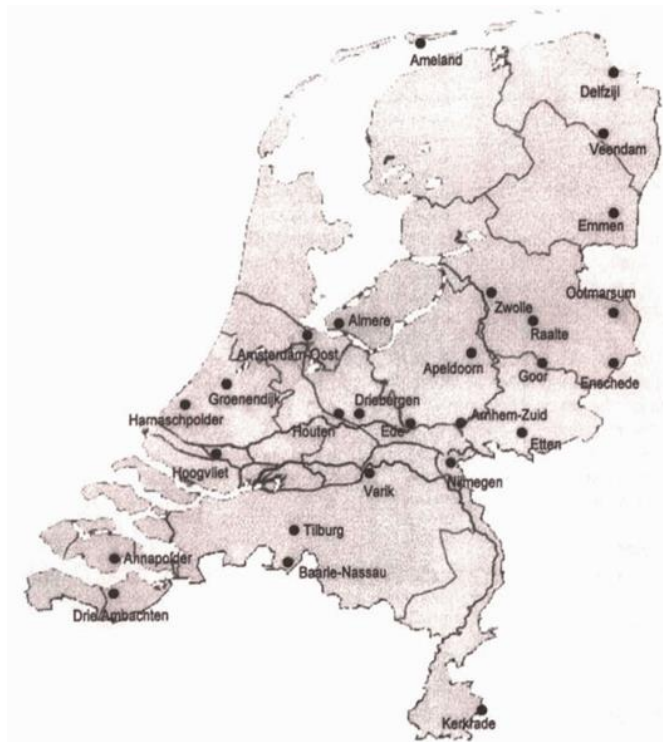 Ameland
Delfzijl
Veendam
Emmen
Ootmarsum
Zwolle
Almere
Raalte
Amsterdam-Oost
Apeldoorn
Goor
Enschede
Groenendijk
Driebergen
Harnaschpolder
Houten
Ede
Arnhem-Zuid
Etten
Hoogvliet
Varik
Nijmegen
Tilburg
Annapolder
Baarle-Nassau
Drie Ambachten
Kerkrade